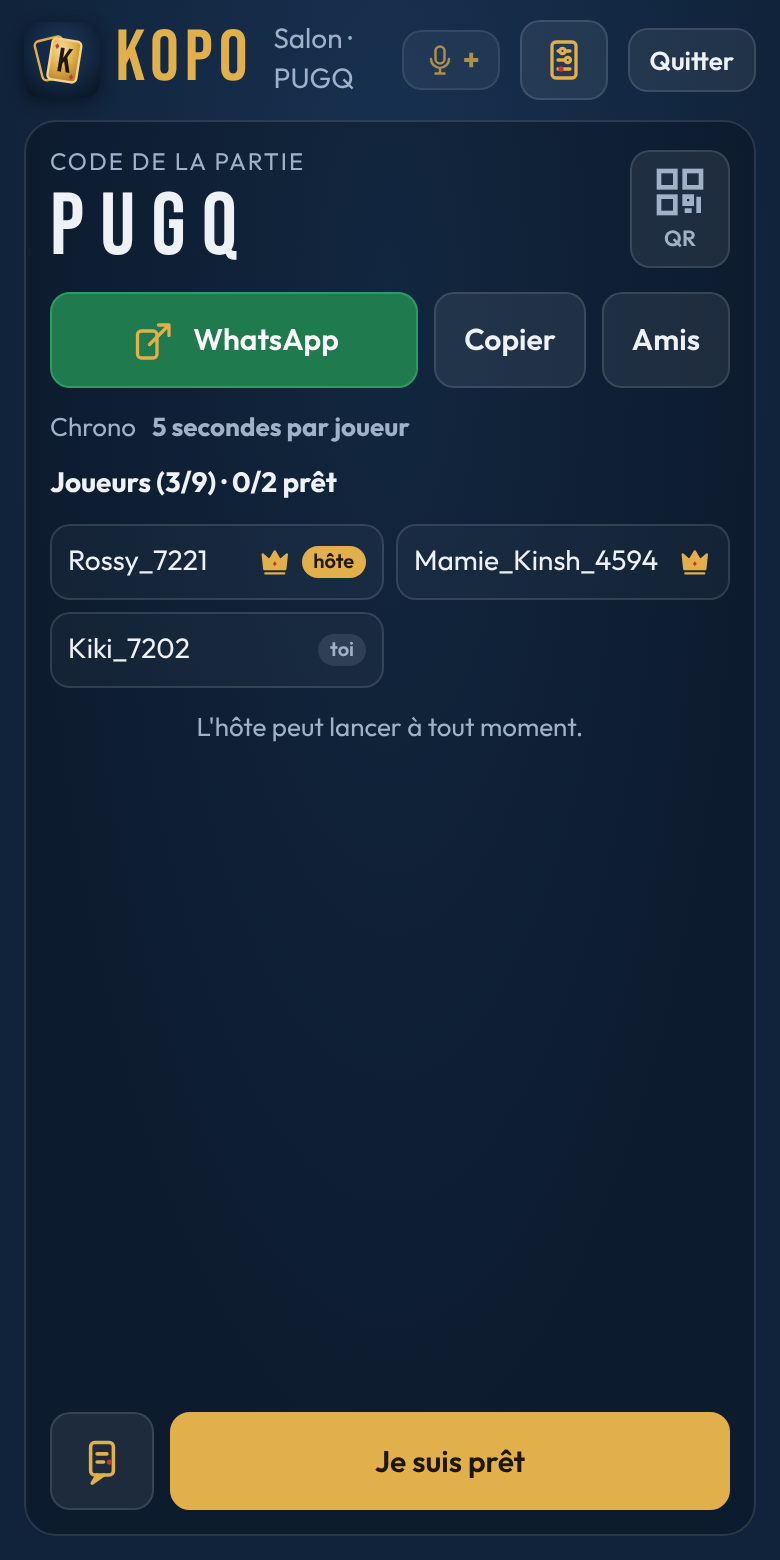 K
KOPO
Salon ·
PUGQ
+
Quitter
CODE DE LA PARTIE
PUGQ
QR
WhatsApp
Copier
Amis
Chrono 5 secondes par joueur
Joueurs (3/9) · 0/2 prêt
Rossy_7221 hôte
Mamie_Kinsh_4594
Kiki_7202 toi
L'hôte peut lancer à tout moment.
Je suis prêt